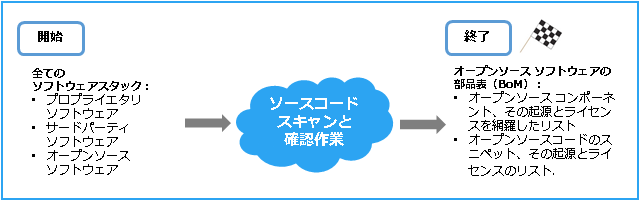 開始
全ての
ソフトウェアスタック：
• プロプライエタリ
ソフトウェア
• サードパーティ
ソフトウェア
• オープンソース
ソフトウェア
ソースコード
スキャンと
確認作業
終了
オープンソース ソフトウェアの
部品表（BoM）：
• オープンソース コンポーネ
ント、その起源とライセン
スを網羅したリスト
• オープンソースコードのス
ニペット、その起源とライ
センスのリスト.